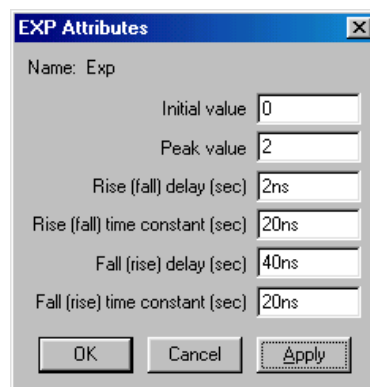 EXP Attributes
Name: Exp
Initial value 0
Peak value 2
Rise (fall) delay (sec) 2ns
Rise (fall) time constant (sec) 20ns
Fall (rise) delay (sec) 40ns
Fall (rise) time constant (sec) 20ns
OK Cancel Apply